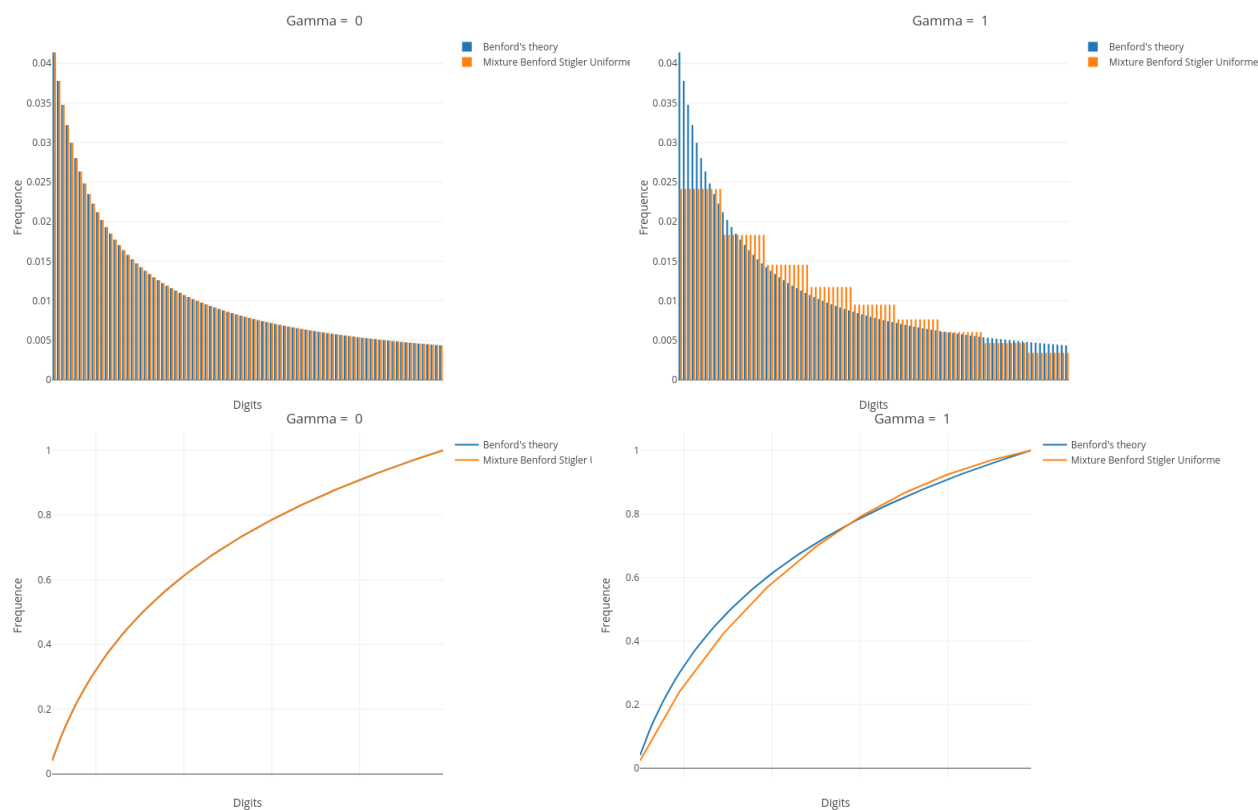 Gamma = 0
Benford's theory
Mixture Benford Stigler Uniforme
0.04
0.035
0.03
0.025
0.02
0.015
0.01
0.005
0
Frequence
Digits
Gamma = 1
Benford's theory
Mixture Benford Stigler Uniforme
0.04
0.035
0.03
0.025
0.02
0.015
0.01
0.005
0
Frequence
Digits
Gamma = 0
Benford's theory
Mixture Benford Stigler
1
0.8
0.6
0.4
0.2
0
Frequence
Digits
Gamma = 1
Benford's theory
Mixture Benford Stigler Uniforme
1
0.8
0.6
0.4
0.2
0
Frequence
Digits